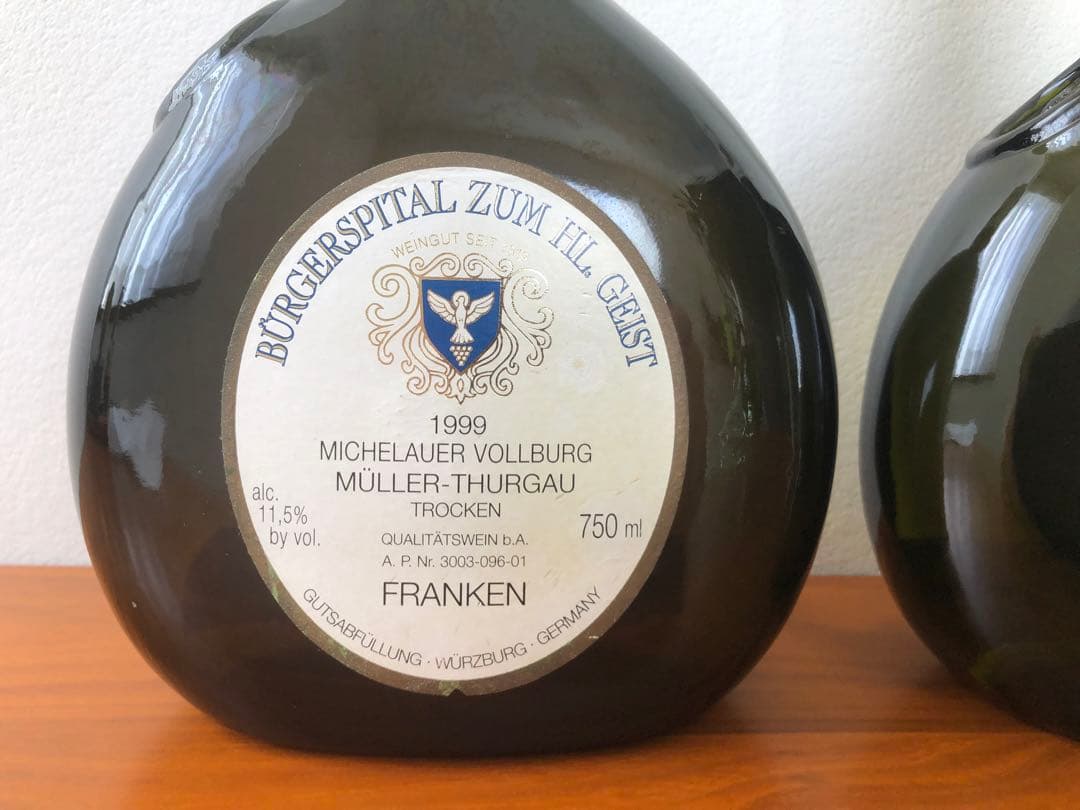 BÜRGERSPITAL ZUM HL. GEIST
WEINGUT SEIT 1319
1999
MICHELAUER VOLLBURG
MÜLLER-THURGAU
TROCKEN
alc.
11,5%
by vol.
750 ml
QUALITÄTSWEIN b.A.
A. P. Nr. 3003-096-01
FRANKEN
GUTSABFÜLLUNG · WÜRZBURG · GERMANY